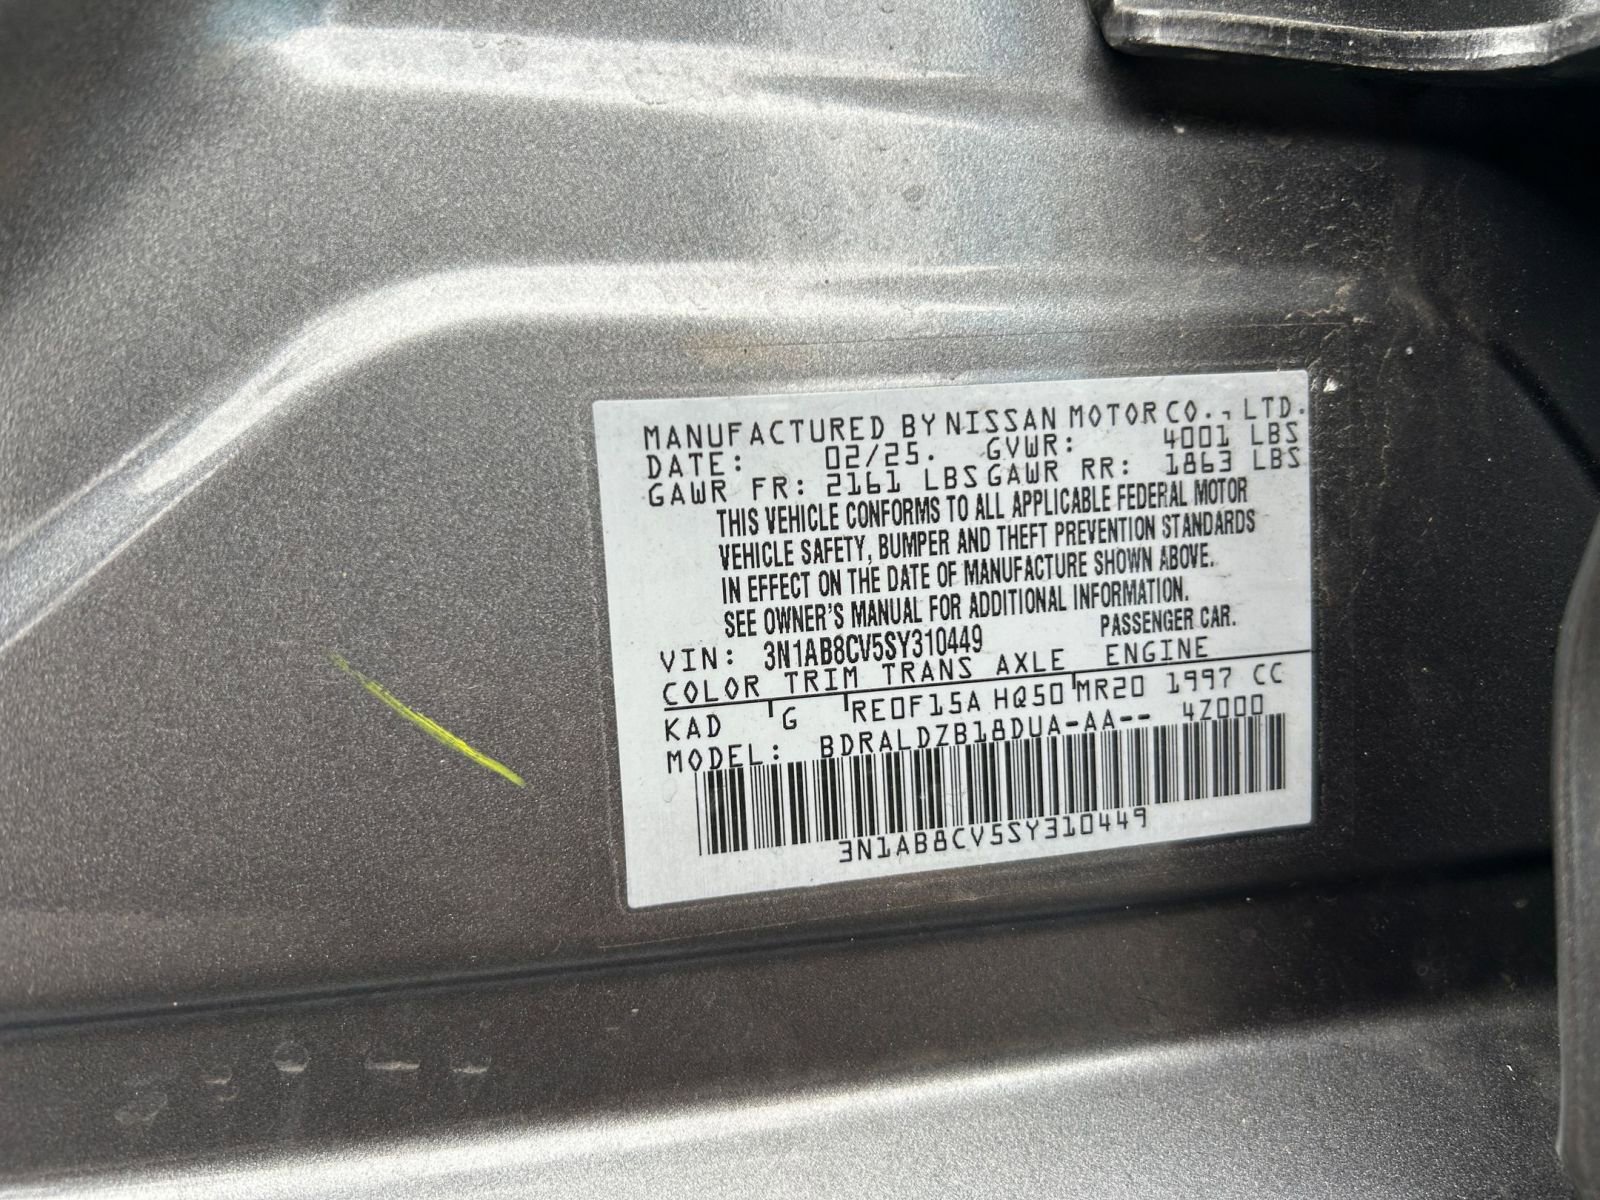 MANUFACTURED BY NISSAN MOTOR CO., LTD.
DATE: 02/25. GVWR: 4001 LBS
GAWR FR: 2161 LBS GAWR RR: 1863 LBS
THIS VEHICLE CONFORMS TO ALL APPLICABLE FEDERAL MOTOR
VEHICLE SAFETY, BUMPER AND THEFT PREVENTION STANDARDS
IN EFFECT ON THE DATE OF MANUFACTURE SHOWN ABOVE.
SEE OWNER'S MANUAL FOR ADDITIONAL INFORMATION.
VIN: 3N1AB8CV5SY310449 PASSENGER CAR.
COLOR TRIM TRANS AXLE ENGINE
KAD G RE0F15A HQ50 MR20 1997 CC
MODEL: BDRALDZB18DUA-AA-- 4Z000
3N1AB8CV5SY310449